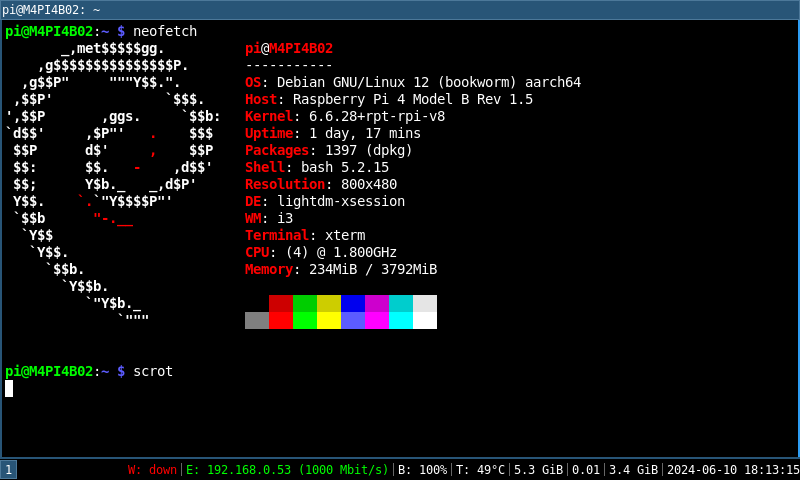 pi@M4PI4B02: ~
pi@M4PI4B02:~ $ neofetch
       _,met$$$$$gg.          pi@M4PI4B02
    ,g$$$$$$$$$$$$$$$P.       -----------
  ,g$$P"     """Y$$.".        OS: Debian GNU/Linux 12 (bookworm) aarch64
 ,$$P'              `$$$.     Host: Raspberry Pi 4 Model B Rev 1.5
',$$P       ,ggs.     `$$b:   Kernel: 6.6.28+rpt-rpi-v8
`d$$'     ,$P"'   .    $$$    Uptime: 1 day, 17 mins
 $$P      d$'     ,    $$P    Packages: 1397 (dpkg)
 $$:      $$.   -    ,d$$'    Shell: bash 5.2.15
 $$;      Y$b._   _,d$P'      Resolution: 800x480
 Y$$.    `.`"Y$$$$P"'         DE: lightdm-xsession
 `$$b      "-.__              WM: i3
  `Y$$                        Terminal: xterm
   `Y$$.                      CPU: (4) @ 1.800GHz
     `$$b.                    Memory: 234MiB / 3792MiB
       `Y$$b.
          `"Y$b._
              `"""
pi@M4PI4B02:~ $ scrot
1 W: down|E: 192.168.0.53 (1000 Mbit/s)|B: 100%|T: 49°C|5.3 GiB|0.01|3.4 GiB|2024-06-10 18:13:15